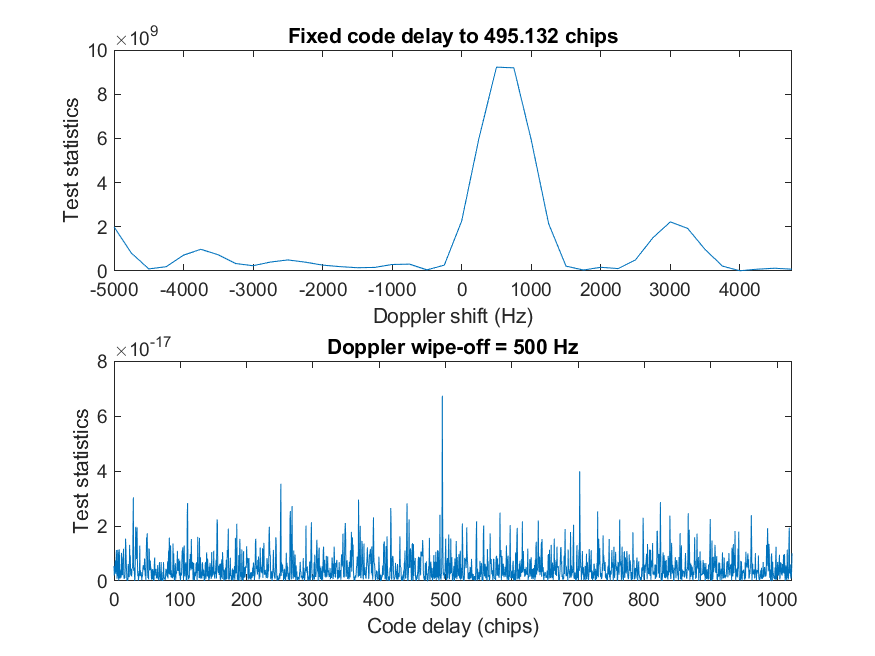 ×10^9
Fixed code delay to 495.132 chips
10
8
6
4
2
0
Test statistics
-5000 -4000 -3000 -2000 -1000 0 1000 2000 3000 4000
Doppler shift (Hz)
×10^-17
Doppler wipe-off = 500 Hz
8
6
4
2
0
Test statistics
0 100 200 300 400 500 600 700 800 900 1000
Code delay (chips)